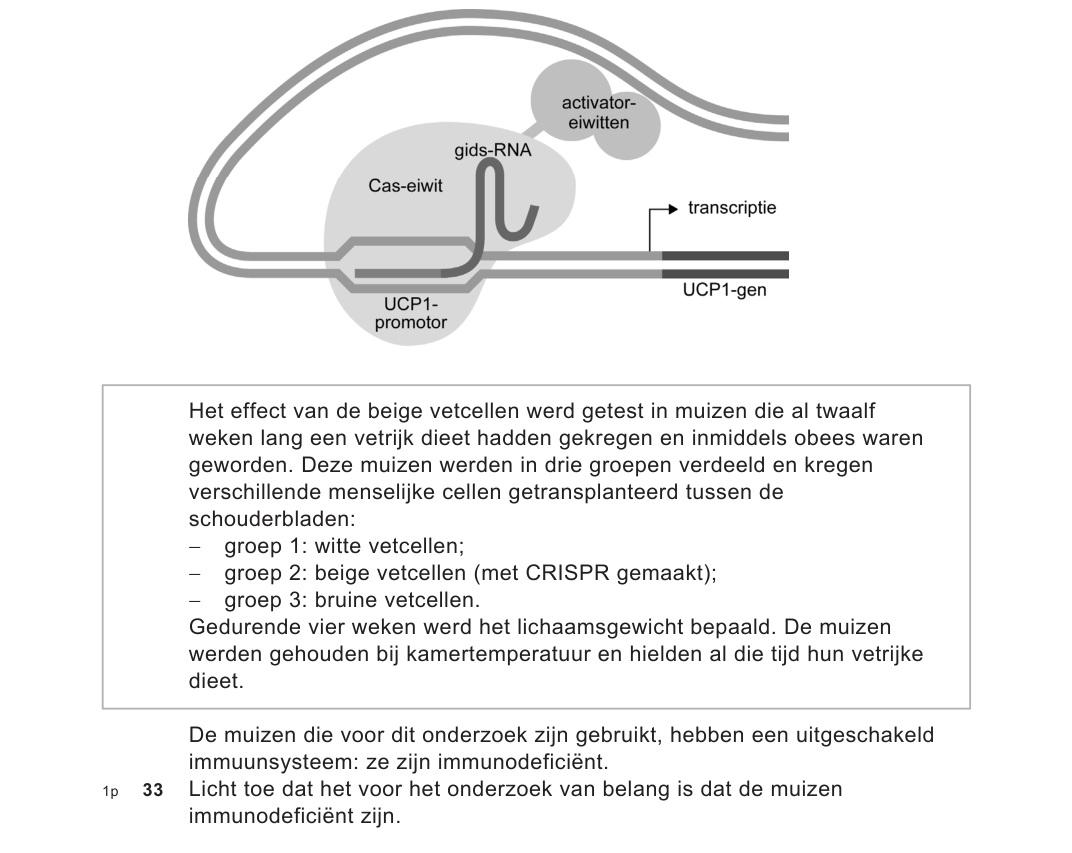 activator-
eiwitten
gids-RNA
Cas-eiwit
transcriptie
UCP1-gen
UCP1-
promotor
Het effect van de beige vetcellen werd getest in muizen die al twaalf
weken lang een vetrijk dieet hadden gekregen en inmiddels obees waren
geworden. Deze muizen werden in drie groepen verdeeld en kregen
verschillende menselijke cellen getransplanteerd tussen de
schouderbladen:
– groep 1: witte vetcellen;
– groep 2: beige vetcellen (met CRISPR gemaakt);
– groep 3: bruine vetcellen.
Gedurende vier weken werd het lichaamsgewicht bepaald. De muizen
werden gehouden bij kamertemperatuur en hielden al die tijd hun vetrijke
dieet.
De muizen die voor dit onderzoek zijn gebruikt, hebben een uitgeschakeld
immuunsysteem: ze zijn immunodeficiënt.
1p 33 Licht toe dat het voor het onderzoek van belang is dat de muizen
immunodeficiënt zijn.